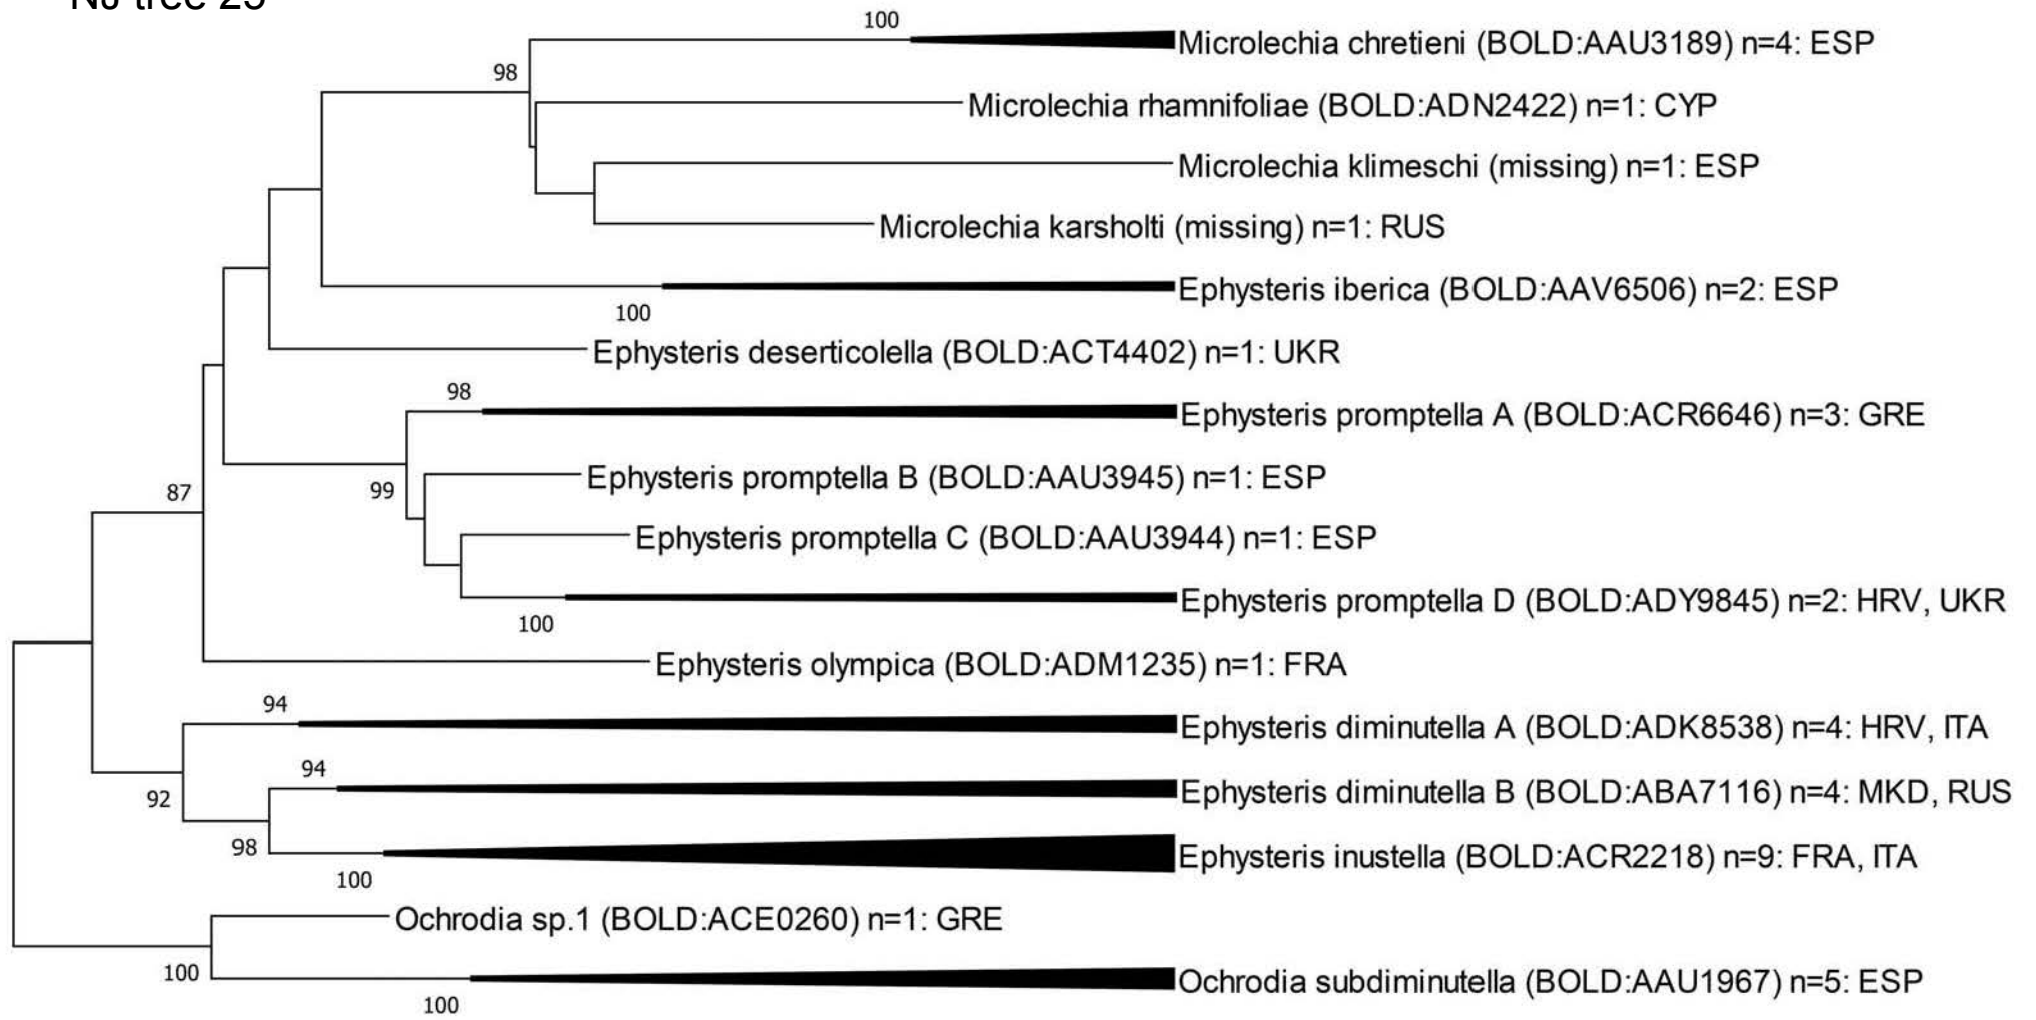 NJ tree 25
100
Microlechia chretieni (BOLD:AAU3189) n=4: ESP
98
Microlechia rhamnifoliae (BOLD:ADN2422) n=1: CYP
Microlechia klimeschi (missing) n=1: ESP
Microlechia karsholti (missing) n=1: RUS
Ephysteris iberica (BOLD:AAV6506) n=2: ESP
100
Ephysteris deserticolella (BOLD:ACT4402) n=1: UKR
98
Ephysteris promptella A (BOLD:ACR6646) n=3: GRE
Ephysteris promptella B (BOLD:AAU3945) n=1: ESP
87
99
Ephysteris promptella C (BOLD:AAU3944) n=1: ESP
Ephysteris promptella D (BOLD:ADY9845) n=2: HRV, UKR
100
Ephysteris olympica (BOLD:ADM1235) n=1: FRA
94
Ephysteris diminutella A (BOLD:ADK8538) n=4: HRV, ITA
94
Ephysteris diminutella B (BOLD:ABA7116) n=4: MKD, RUS
92
98
Ephysteris inustella (BOLD:ACR2218) n=9: FRA, ITA
100
Ochrodia sp.1 (BOLD:ACE0260) n=1: GRE
100
Ochrodia subdiminutella (BOLD:AAU1967) n=5: ESP
100